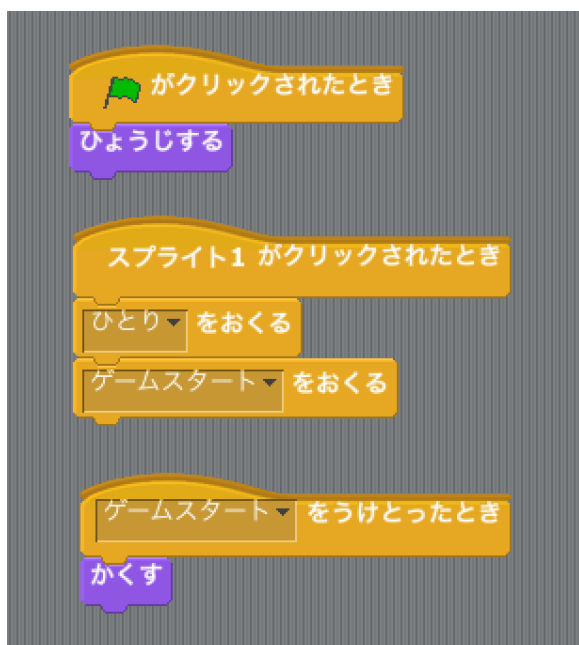 がクリックされたとき
ひょうじする
スプライト1 がクリックされたとき
ひとり をおくる
ゲームスタート をおくる
ゲームスタート をうけとったとき
かくす